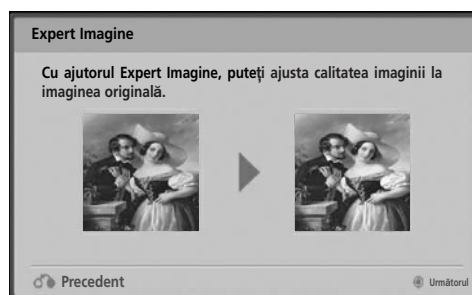 Expert Imagine
Cu ajutorul Expert Imagine, puteți ajusta calitatea imaginii la
imaginea originală.
Precedent
Următorul